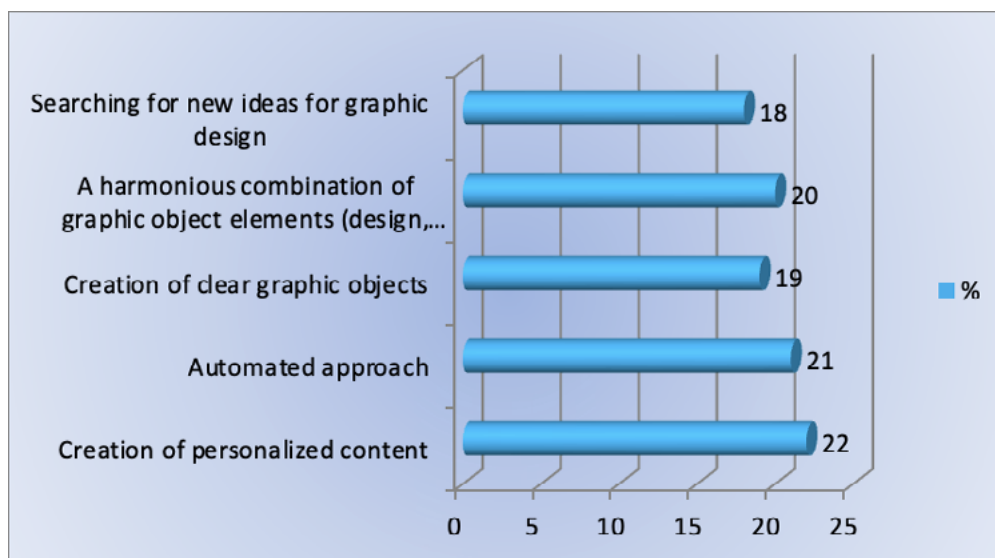 Searching for new ideas for graphic
design
18
A harmonious combination of
graphic object elements (design,...
20
Creation of clear graphic objects
19
Automated approach
21
Creation of personalized content
22
%
0 5 10 15 20 25